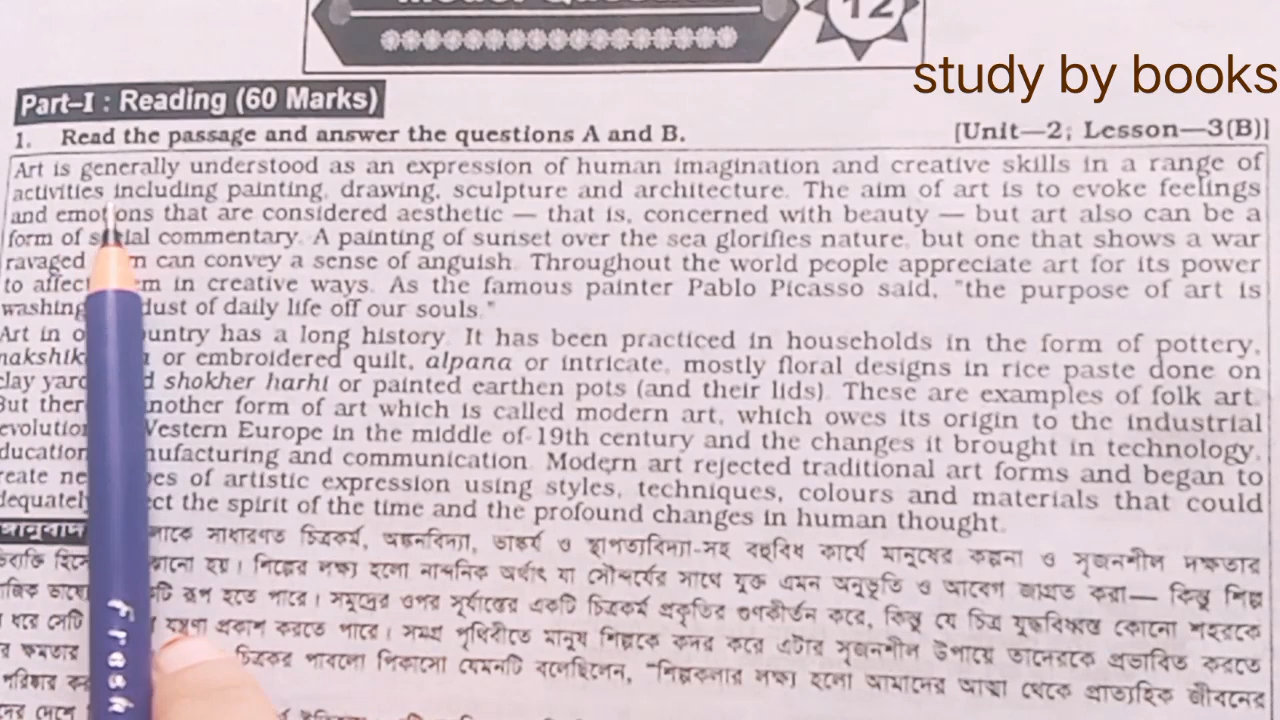 12
study by books
Part-I : Reading (60 Marks)
1. Read the passage and answer the questions A and B. [Unit-2; Lesson-3(B)]
Art is generally understood as an expression of human imagination and creative skills in a range of
activities including painting, drawing, sculpture and architecture. The aim of art is to evoke feelings
and emotions that are considered aesthetic — that is, concerned with beauty — but art also can be a
form of social commentary. A painting of sunset over the sea glorifies nature, but one that shows a war
ravaged can convey a sense of anguish. Throughout the world people appreciate art for its power
to affect in creative ways. As the famous painter Pablo Picasso said, "the purpose of art is
washing dust of daily life off our souls."
Art in country has a long history. It has been practiced in households in the form of pottery,
or embroidered quilt, alpana or intricate, mostly floral designs in rice paste done on
shokher harhi or painted earthen pots (and their lids). These are examples of folk art.
But another form of art which is called modern art, which owes its origin to the industrial
Western Europe in the middle of 19th century and the changes it brought in technology,
and communication. Modern art rejected traditional art forms and began to
of artistic expression using styles, techniques, colours and materials that could
the spirit of the time and the profound changes in human thought.
সাধারণত চিত্রকর্ম, অঙ্কনবিদ্যা, ভাস্কর্য ও স্থাপত্যবিদ্যা-সহ বহুবিধ কার্যে মানুষের কল্পনা ও সৃজনশীল দক্ষতার
হয়। শিল্পের লক্ষ্য হলো নান্দনিক অর্থাৎ যা সৌন্দর্যের সাথে যুক্ত এমন অনুভূতি ও আবেগ জাগ্রত করা— কিন্তু শিল্প
রূপ হতে পারে। সমুদ্রের ওপর সূর্যাস্তের একটি চিত্রকর্ম প্রকৃতির গুণকীর্তন করে, কিন্তু যে চিত্র যুদ্ধবিধ্বস্ত কোনো শহরকে
ধরে সেটি যন্ত্রণা প্রকাশ করতে পারে। সমগ্র পৃথিবীতে মানুষ শিল্পকে কদর করে এটার সৃজনশীল উপায়ে তাদেরকে প্রভাবিত করতে
চিত্রকর পাবলো পিকাসো যেমনটি বলেছিলেন, "শিল্পকলার লক্ষ্য হলো আমাদের আত্মা থেকে প্রাত্যহিক জীবনের
Fresh